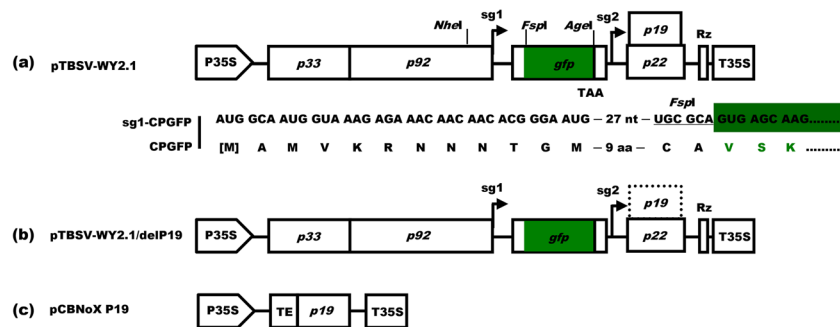 sg1 sg2
NheI FspI AgeI p19 Rz
(a) pTBSV-WY2.1 P35S p33 p92 gfp p22 T35S
TAA
FspI
sg1-CPGFP AUG GCA AUG GUA AAG AGA AAC AAC AAC ACG GGA AUG – 27 nt – UGC GCA GUG AGC AAG.........
CPGFP [M] A M V K R N N N T G M – 9 aa – C A V S K .........
sg1 sg2 p19 Rz
(b) pTBSV-WY2.1/delP19 P35S p33 p92 gfp p22 T35S
(c) pCBNoX P19 P35S TE p19 T35S